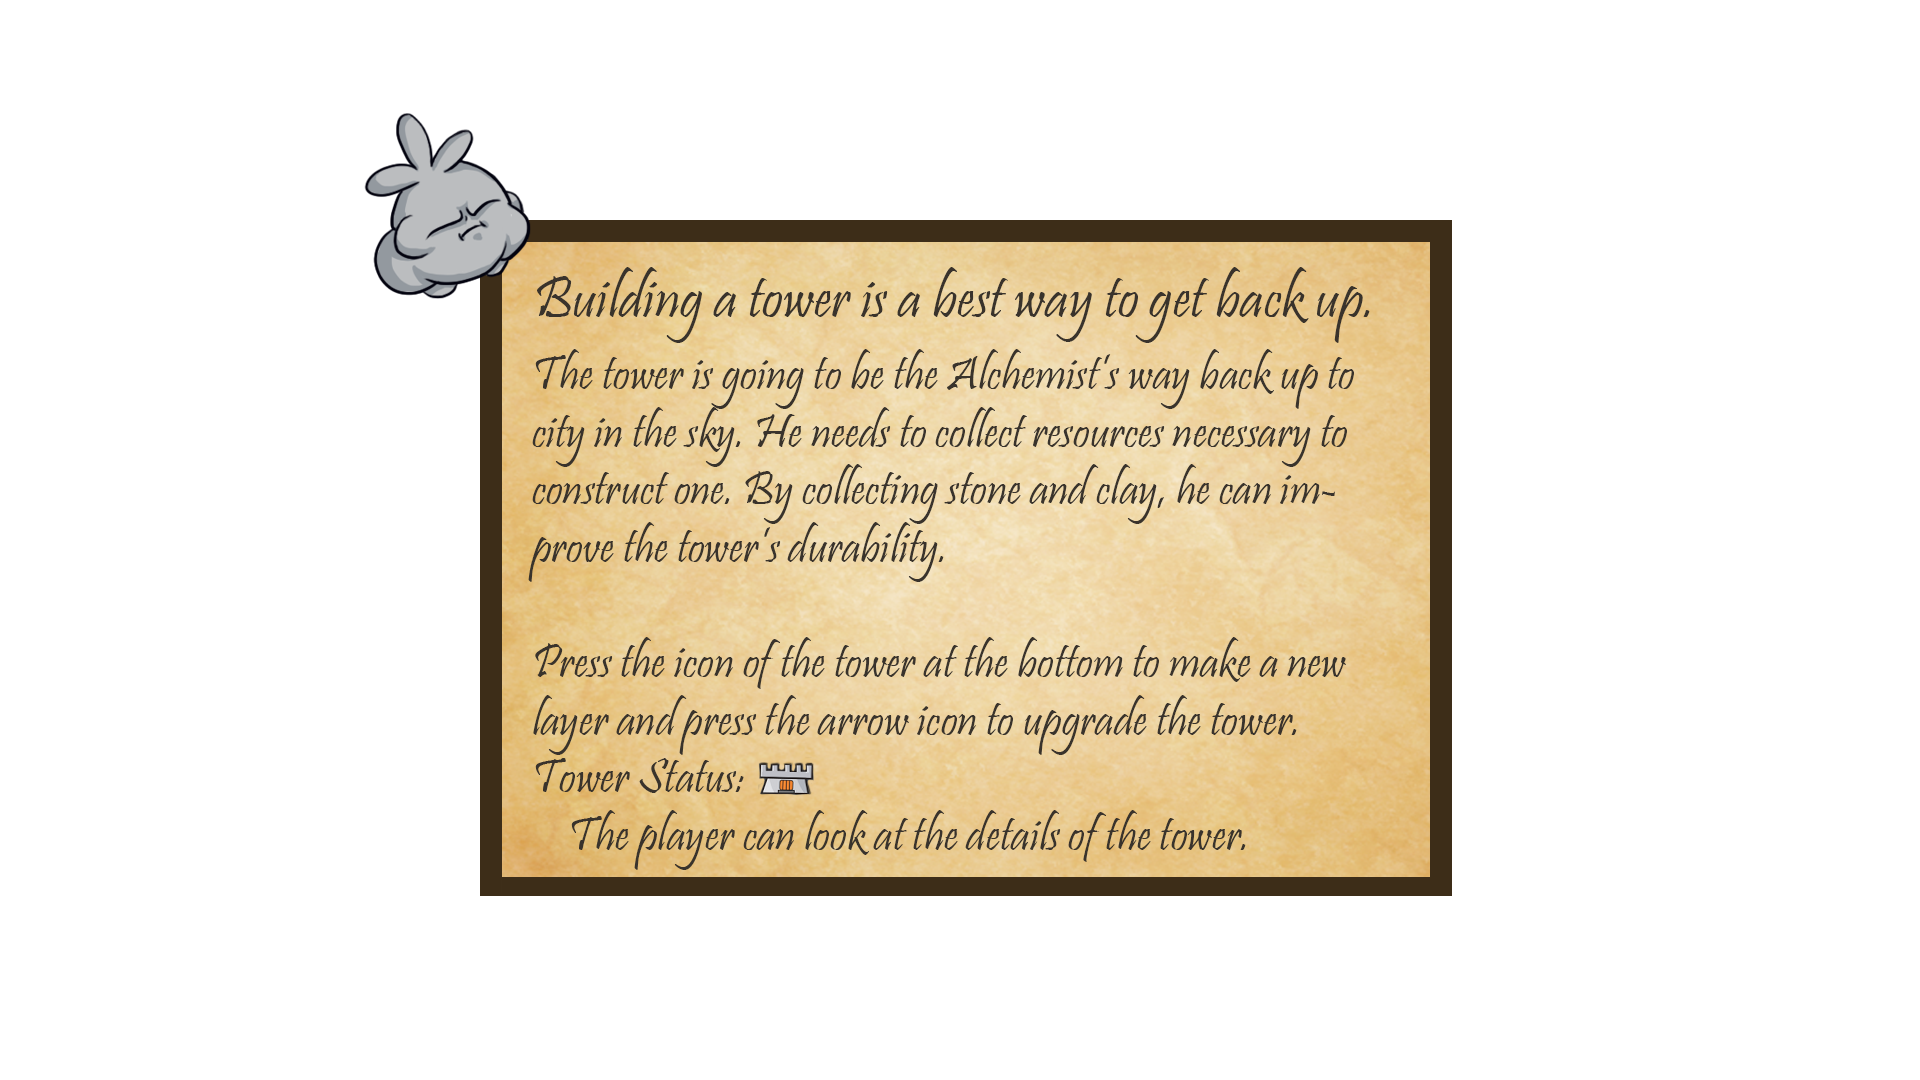 Building a tower is a best way to get back up.
The tower is going to be the Alchemist's way back up to
city in the sky. He needs to collect resources necessary to
construct one. By collecting stone and clay, he can im-
prove the tower's durability.
Press the icon of the tower at the bottom to make a new
layer and press the arrow icon to upgrade the tower.
Tower Status:
The player can look at the details of the tower.